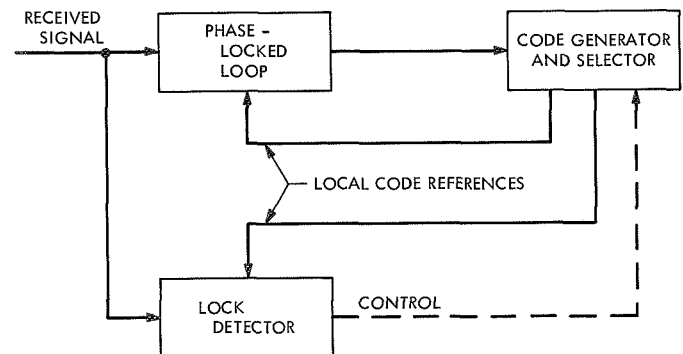 RECEIVED
SIGNAL
PHASE -
LOCKED
LOOP
CODE GENERATOR
AND SELECTOR
LOCAL CODE REFERENCES
LOCK
DETECTOR
CONTROL